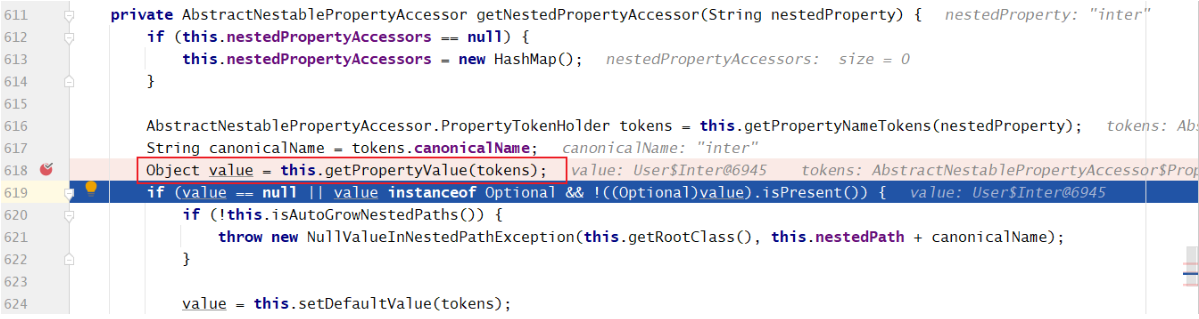 611 private AbstractNestablePropertyAccessor getNestedPropertyAccessor(String nestedProperty) { nestedProperty: "inter"
612 if (this.nestedPropertyAccessors == null) {
613 this.nestedPropertyAccessors = new HashMap(); nestedPropertyAccessors: size = 0
614 }
615
616 AbstractNestablePropertyAccessor.PropertyTokenHolder tokens = this.getPropertyNameTokens(nestedProperty); tokens: Abs
617 String canonicalName = tokens.canonicalName; canonicalName: "inter"
618 Object value = this.getPropertyValue(tokens); value: User$Inter@6945 tokens: AbstractNestablePropertyAccessor$Prop
619 if (value == null || value instanceof Optional && !((Optional)value).isPresent()) { value: User$Inter@6945
620 if (!this.isAutoGrowNestedPaths()) {
621 throw new NullValueInNestedPathException(this.getRootClass(), this.nestedPath + canonicalName);
622 }
623
624 value = this.setDefaultValue(tokens);